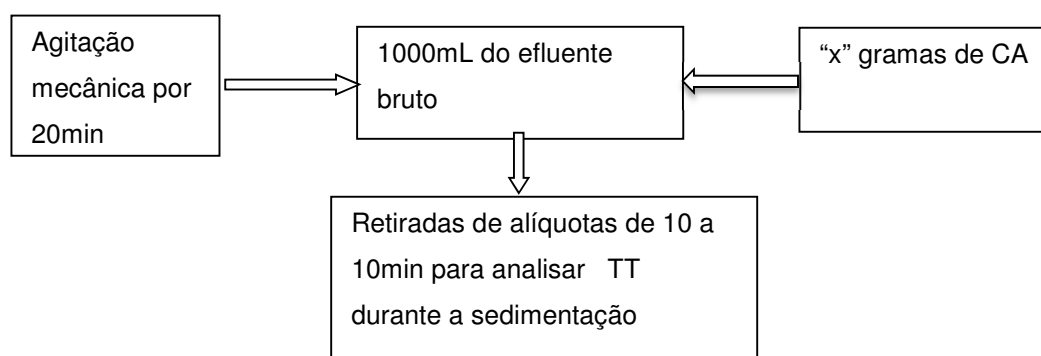 Agitação
mecânica por
20min
1000mL do efluente
bruto
“x” gramas de CA
Retiradas de alíquotas de 10 a
10min para analisar TT
durante a sedimentação